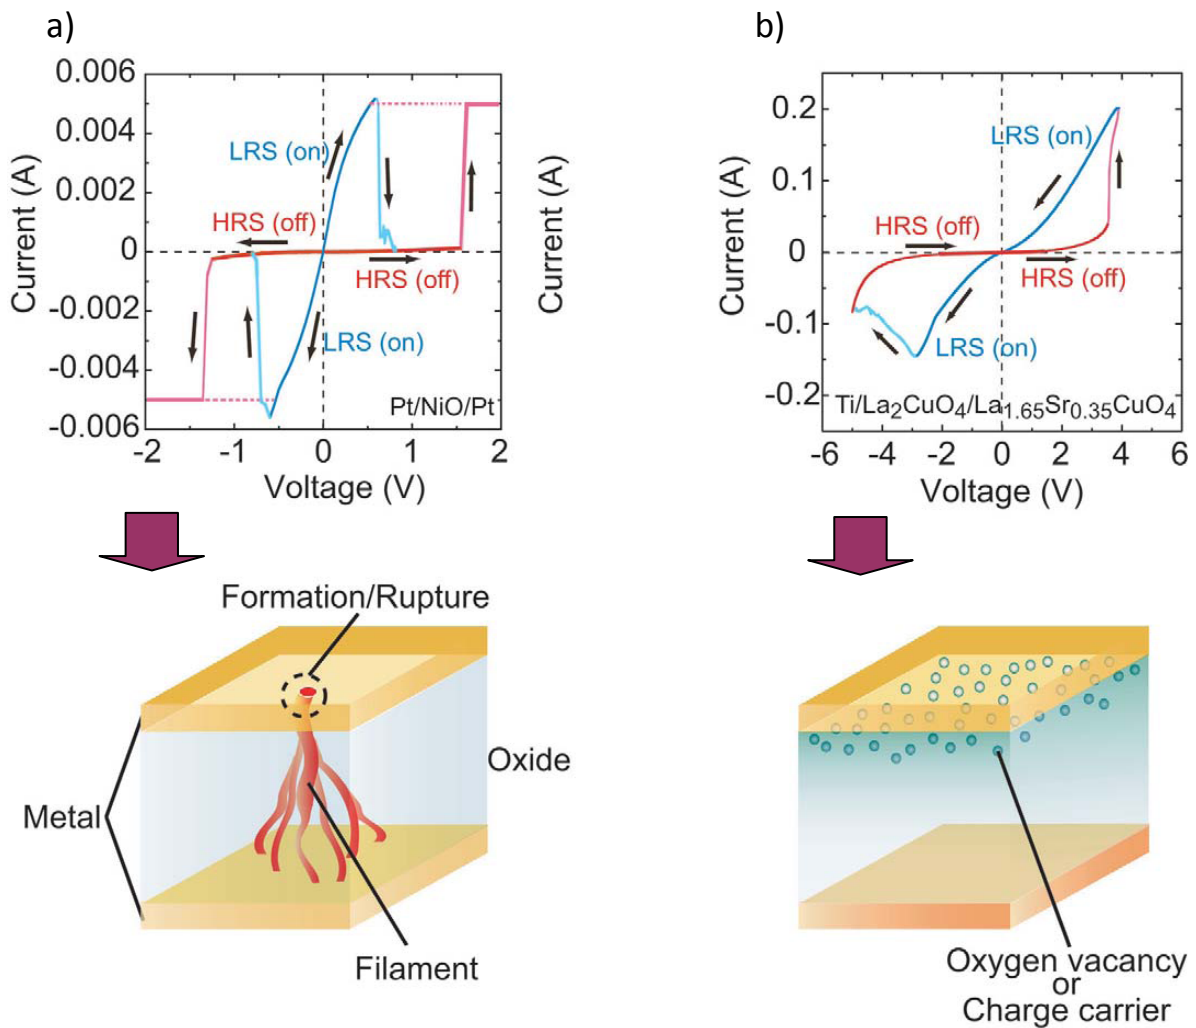 a)
0.006
0.004
0.002
0
-0.002
-0.004
-0.006
Current (A)
LRS (on)
HRS (off)
HRS (off)
LRS (on)
Pt/NiO/Pt
-2 -1 0 1 2
Voltage (V)
b)
0.2
0.1
0
-0.1
-0.2
Current (A)
LRS (on)
HRS (off)
HRS (off)
LRS (on)
Ti/La2CuO4/La1.65Sr0.35CuO4
-6 -4 -2 0 2 4 6
Voltage (V)
Formation/Rupture
Oxide
Metal
Filament
Oxygen vacancy
or
Charge carrier